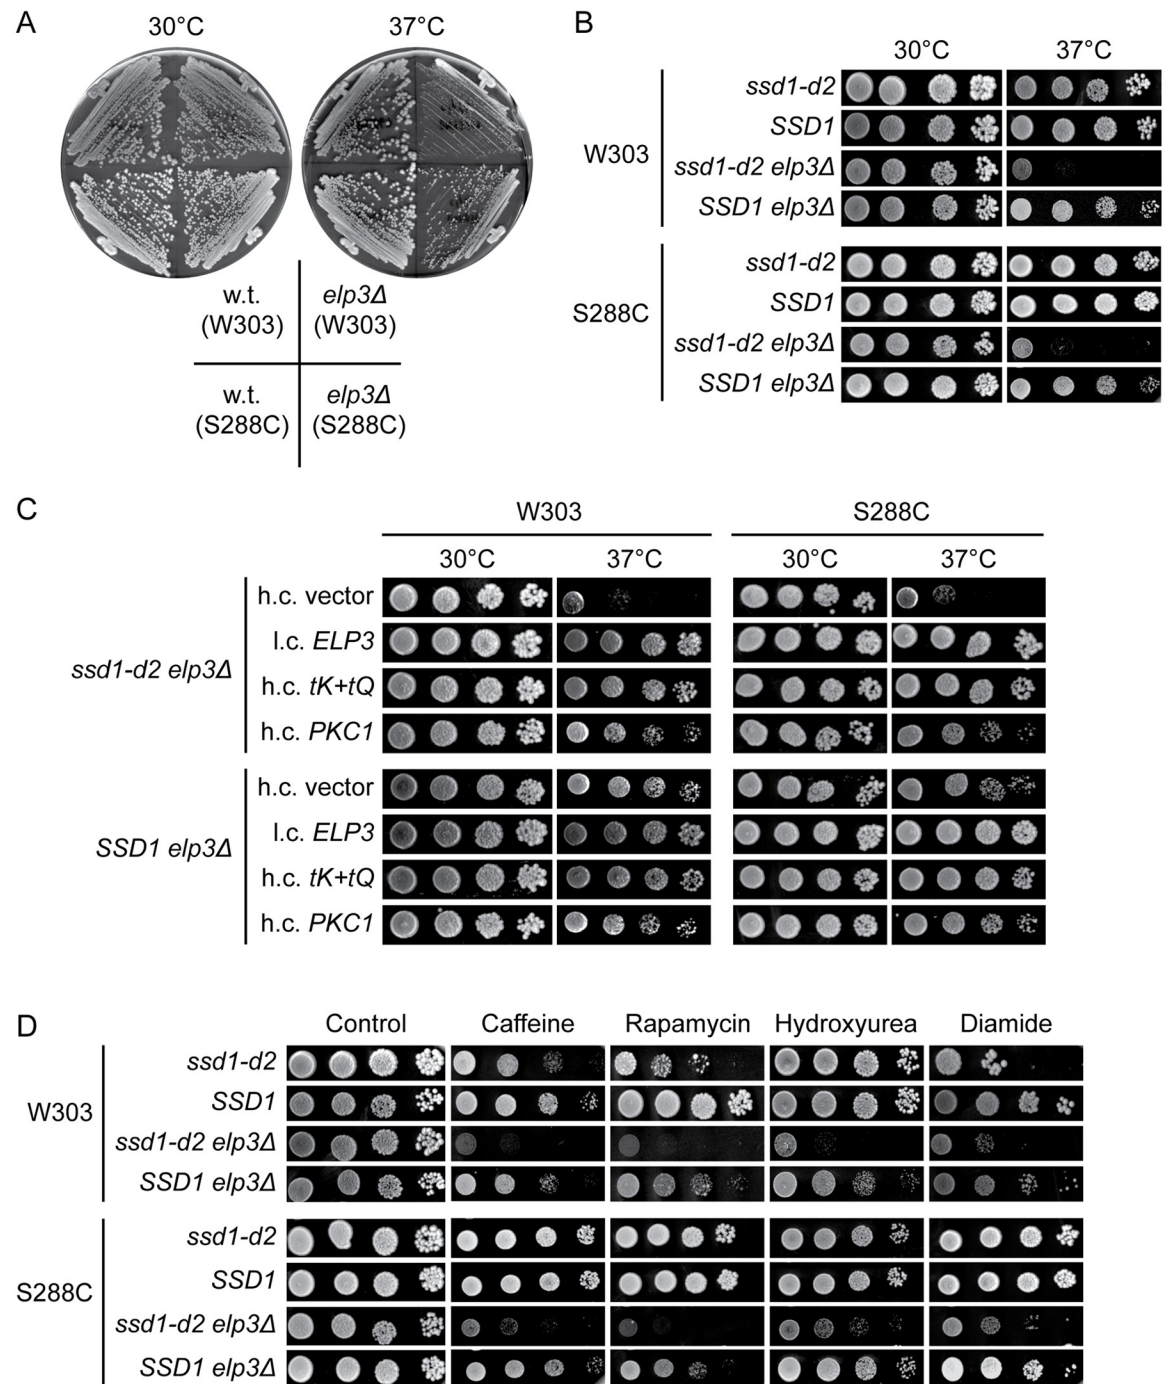 A
30°C 37°C
w.t. elp3Δ
(W303) (W303)
w.t. elp3Δ
(S288C) (S288C)
B
30°C 37°C
W303
ssd1-d2
SSD1
ssd1-d2 elp3Δ
SSD1 elp3Δ
S288C
ssd1-d2
SSD1
ssd1-d2 elp3Δ
SSD1 elp3Δ
C
W303 S288C
30°C 37°C 30°C 37°C
ssd1-d2 elp3Δ
h.c. vector
l.c. ELP3
h.c. tK+tQ
h.c. PKC1
SSD1 elp3Δ
h.c. vector
l.c. ELP3
h.c. tK+tQ
h.c. PKC1
D
Control Caffeine Rapamycin Hydroxyurea Diamide
W303
ssd1-d2
SSD1
ssd1-d2 elp3Δ
SSD1 elp3Δ
S288C
ssd1-d2
SSD1
ssd1-d2 elp3Δ
SSD1 elp3Δ